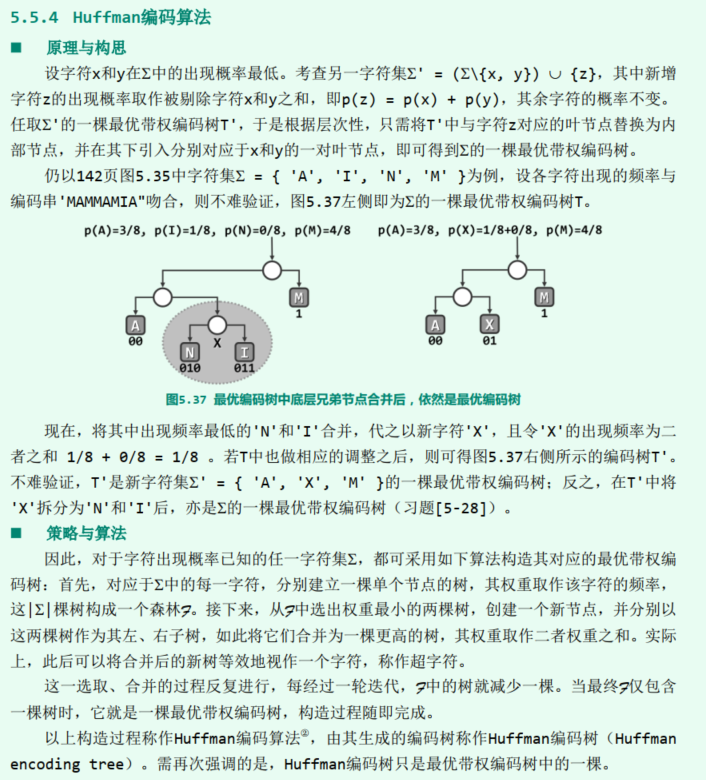 5.5.4 Huffman编码算法
■ 原理与构思
设字符x和y在Σ中的出现概率最低。考查另一字符集Σ' = (Σ\{x, y}) ∪ {z}，其中新增
字符z的出现概率取作被剔除字符x和y之和，即p(z) = p(x) + p(y)，其余字符的概率不变。
任取Σ'的一棵最优带权编码树T'，于是根据层次性，只需将T'中与字符z对应的叶节点替换为内
部节点，并在其下引入分别对应于x和y的一对叶节点，即可得到Σ的一棵最优带权编码树。
仍以142页图5.35中字符集Σ = { 'A', 'I', 'N', 'M' }为例，设各字符出现的频率与
编码串'MAMMAMIA"吻合，则不难验证，图5.37左侧即为Σ的一棵最优带权编码树T。
p(A)=3/8, p(I)=1/8, p(N)=0/8, p(M)=4/8 p(A)=3/8, p(X)=1/8+0/8, p(M)=4/8
M M
1 1
A A X
00 X 00 01
N I
010 011
图5.37 最优编码树中底层兄弟节点合并后，依然是最优编码树
现在，将其中出现频率最低的'N'和'I'合并，代之以新字符'X'，且令'X'的出现频率为二
者之和 1/8 + 0/8 = 1/8 。若T中也做相应的调整之后，则可得图5.37右侧所示的编码树T'。
不难验证，T'是新字符集Σ' = { 'A', 'X', 'M' }的一棵最优带权编码树；反之，在T'中将
'X'拆分为'N'和'I'后，亦是Σ的一棵最优带权编码树（习题[5-28]）。
■ 策略与算法
因此，对于字符出现概率已知的任一字符集Σ，都可采用如下算法构造其对应的最优带权编
码树：首先，对应于Σ中的每一字符，分别建立一棵单个节点的树，其权重取作该字符的频率，
这|Σ|棵树构成一个森林ℱ。接下来，从ℱ中选出权重最小的两棵树，创建一个新节点，并分别以
这两棵树作为其左、右子树，如此将它们合并为一棵更高的树，其权重取作二者权重之和。实际
上，此后可以将合并后的新树等效地视作一个字符，称作超字符。
这一选取、合并的过程反复进行，每经过一轮迭代，ℱ中的树就减少一棵。当最终ℱ仅包含
一棵树时，它就是一棵最优带权编码树，构造过程随即完成。
以上构造过程称作Huffman编码算法②，由其生成的编码树称作Huffman编码树（Huffman
encoding tree）。需再次强调的是，Huffman编码树只是最优带权编码树中的一棵。